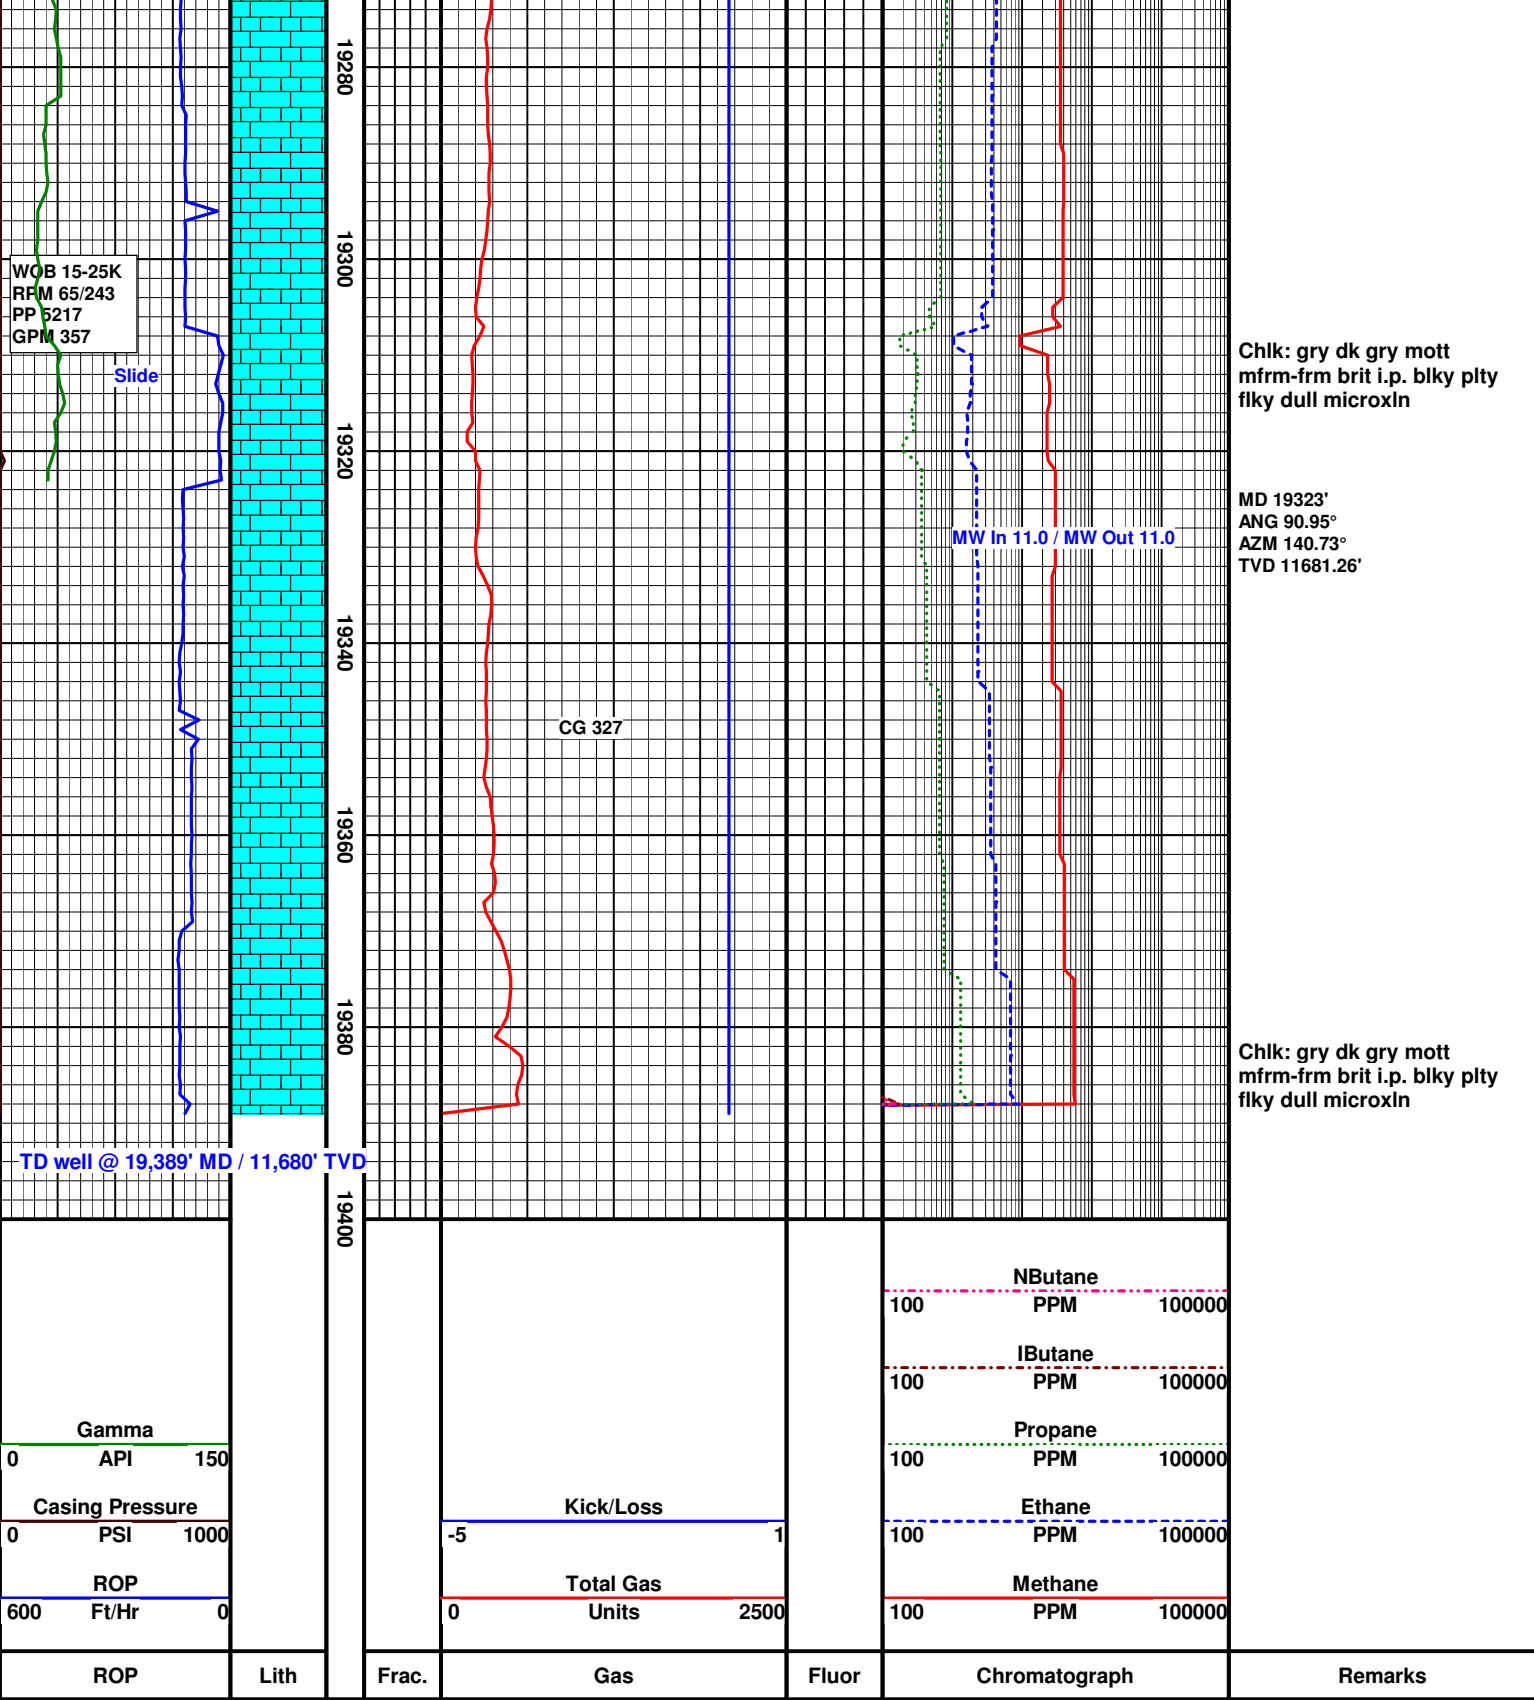 19280
19300
WOB 15-25K
RPM 65/243
PP 5217
GPM 357
Slide
Chlk: gry dk gry mott
mfrm-frm brit i.p. blky plty
flky dull microxln
19320
MD 19323'
ANG 90.95°
AZM 140.73°
TVD 11681.26'
MW In 11.0 / MW Out 11.0
19340
CG 327
19360
19380
Chlk: gry dk gry mott
mfrm-frm brit i.p. blky plty
flky dull microxln
TD well @ 19,389' MD / 11,680' TVD
19400
NButane
100 PPM 100000
IButane
100 PPM 100000
Gamma
0 API 150
Propane
100 PPM 100000
Casing Pressure
0 PSI 1000
Kick/Loss
-5 1
Ethane
100 PPM 100000
ROP
600 Ft/Hr 0
Total Gas
0 Units 2500
Methane
100 PPM 100000
ROP Lith Frac. Gas Fluor Chromatograph Remarks